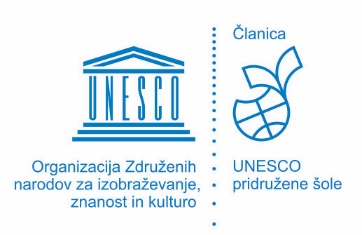 UNESCO
Organizacija Združenih
narodov za izobraževanje,
znanost in kulturo
Članica
UNESCO
pridružene šole